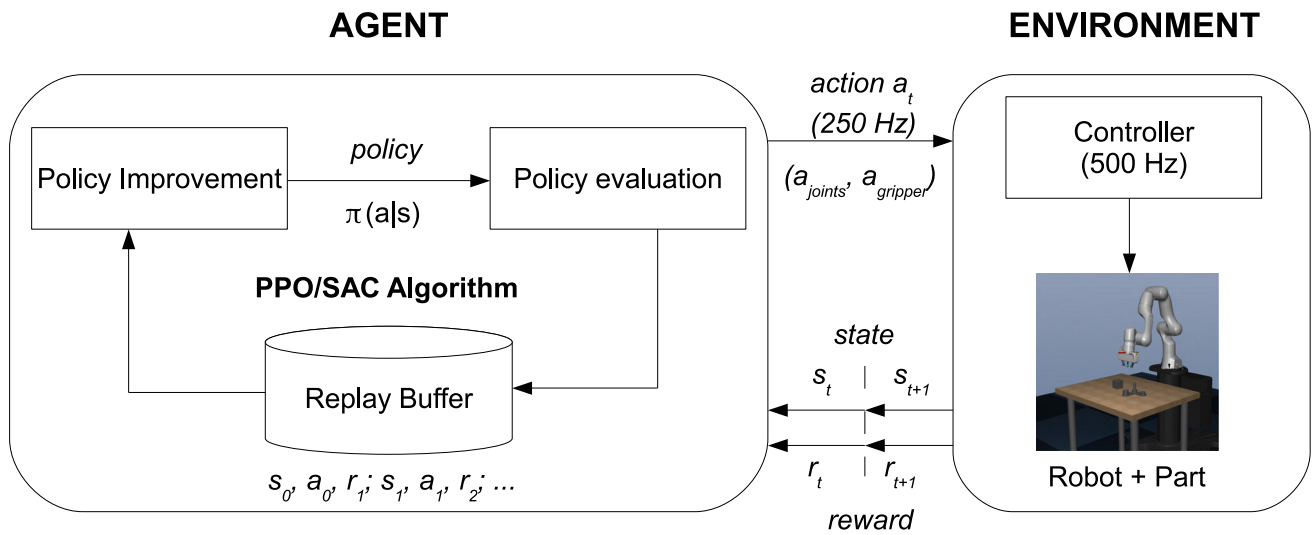 AGENT
ENVIRONMENT
Policy Improvement
policy
π(a|s)
Policy evaluation
PPO/SAC Algorithm
Replay Buffer
s_0, a_0, r_1; s_1, a_1, r_2; ...
action a_t
(250 Hz)
(a_joints, a_gripper)
state
s_t s_t+1
r_t r_t+1
reward
Controller
(500 Hz)
Robot + Part